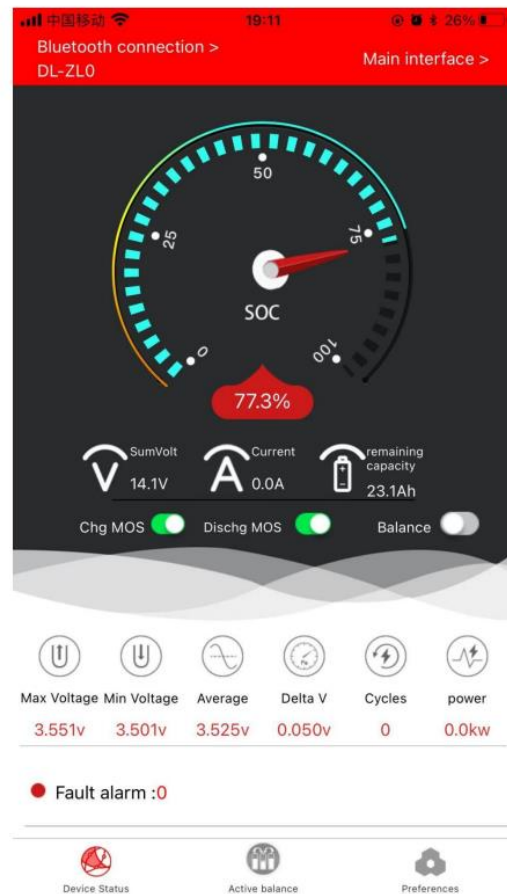 中国移动 19:11 26%
Bluetooth connection >
DL-ZL0
Main interface >
0
25
50
75
100
SOC
77.3%
SumVolt
14.1V
Current
0.0A
remaining
capacity
23.1Ah
V
A
Chg MOS
Dischg MOS
Balance
Max Voltage Min Voltage Average Delta V Cycles power
3.551v 3.501v 3.525v 0.050v 0 0.0kw
Fault alarm :0
Device Status Active balance Preferences